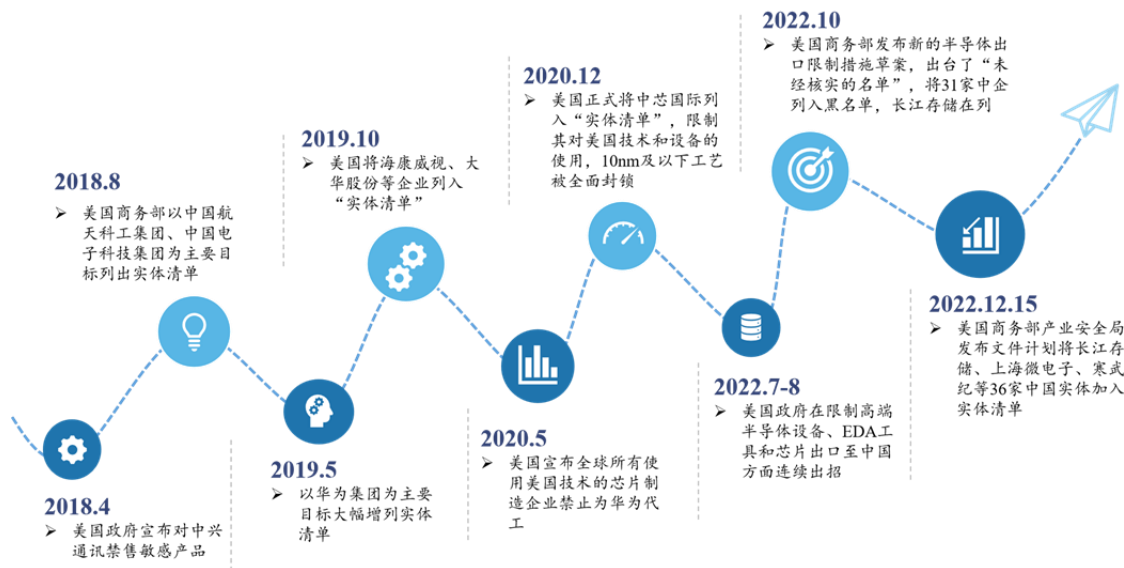 2018.4
➤ 美国政府宣布对中兴
通讯禁售敏感产品
2018.8
➤ 美国商务部以中国航
天科工集团、中国电
子科技集团为主要目
标列出实体清单
2019.5
➤ 以华为集团为主要
目标大幅增列实体
清单
2019.10
➤ 美国将海康威视、大
华股份等企业列入
“实体清单”
2020.5
➤ 美国宣布全球所有使
用美国技术的芯片制
造企业禁止为华为代
工
2020.12
➤ 美国正式将中芯国际列
入“实体清单”，限制
其对美国技术和设备的
使用，10nm及以下工艺
被全面封锁
2022.7-8
➤ 美国政府在限制高端
半导体设备、EDA工
具和芯片出口至中国
方面连续出招
2022.10
➤ 美国商务部发布新的半导体出
口限制措施草案，出台了“未
经核实的名单”，将31家中企
列入黑名单，长江存储在列
2022.12.15
➤ 美国商务部产业安全局
发布文件计划将长江存
储、上海微电子、寒武
纪等36家中国实体加入
实体清单